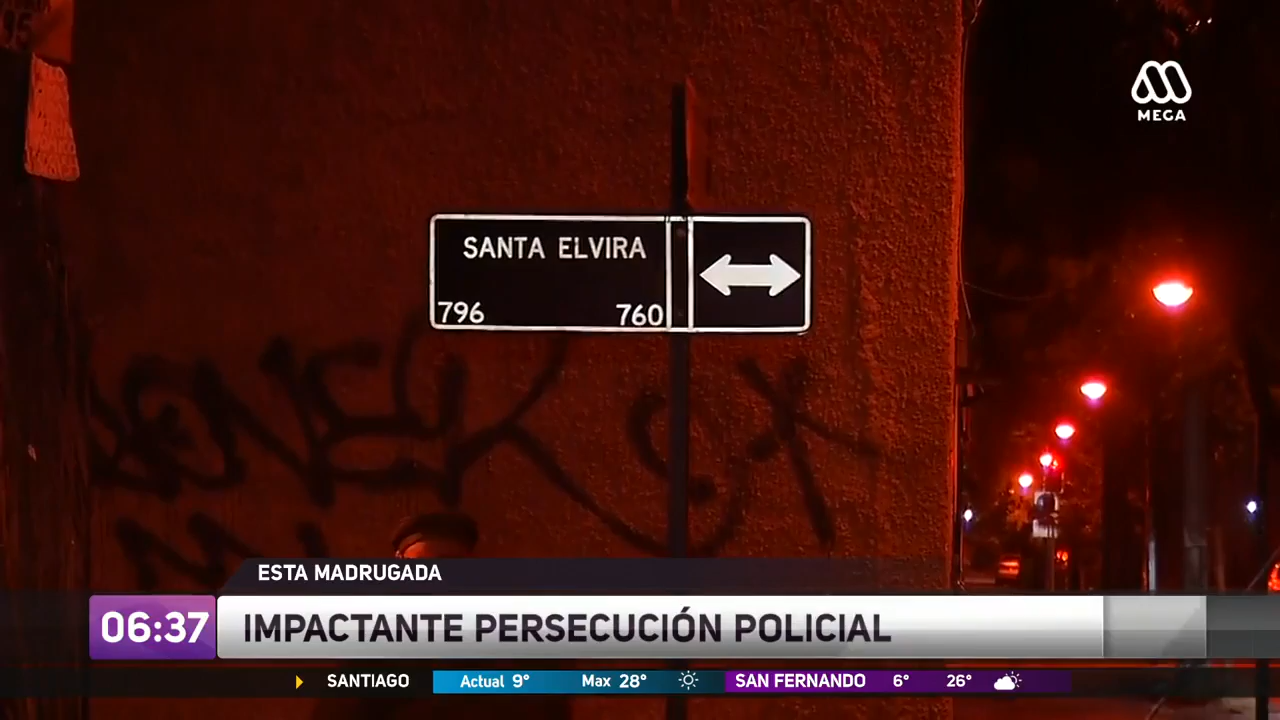 MEGA
SANTA ELVIRA
796 760
ESTA MADRUGADA
06:37 IMPACTANTE PERSECUCIÓN POLICIAL
SANTIAGO Actual 9° Max 28° SAN FERNANDO 6° 26°